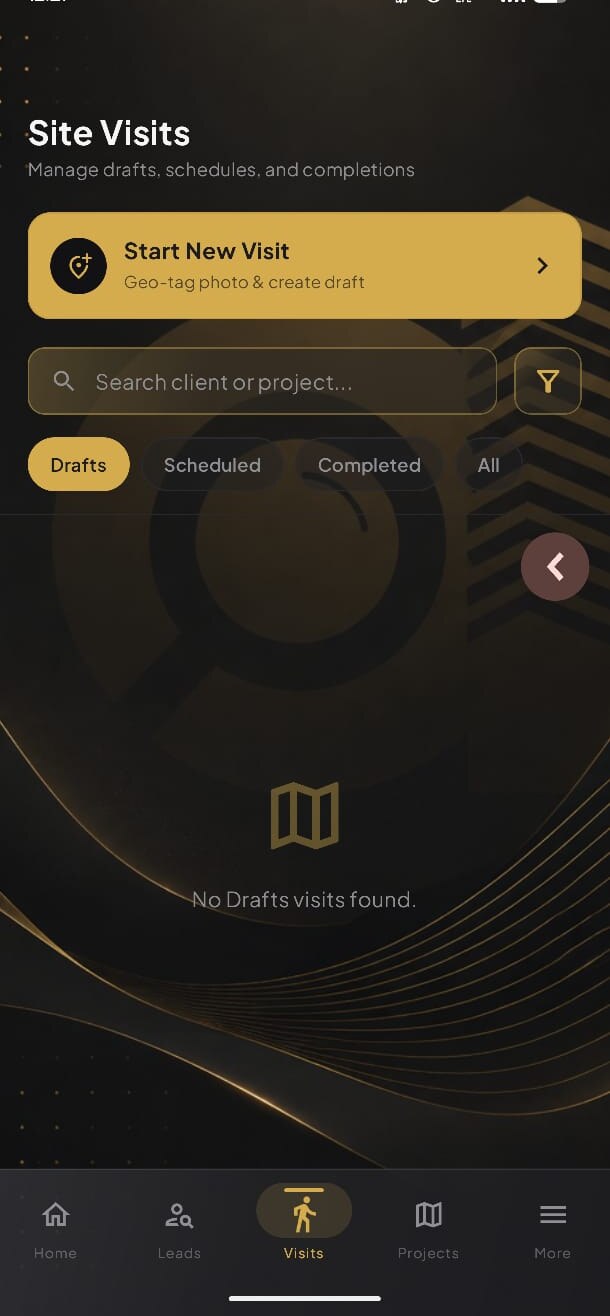 Site Visits
Manage drafts, schedules, and completions
Start New Visit
Geo-tag photo & create draft
Search client or project...
Drafts
Scheduled
Completed
All
No Drafts visits found.
Home
Leads
Visits
Projects
More